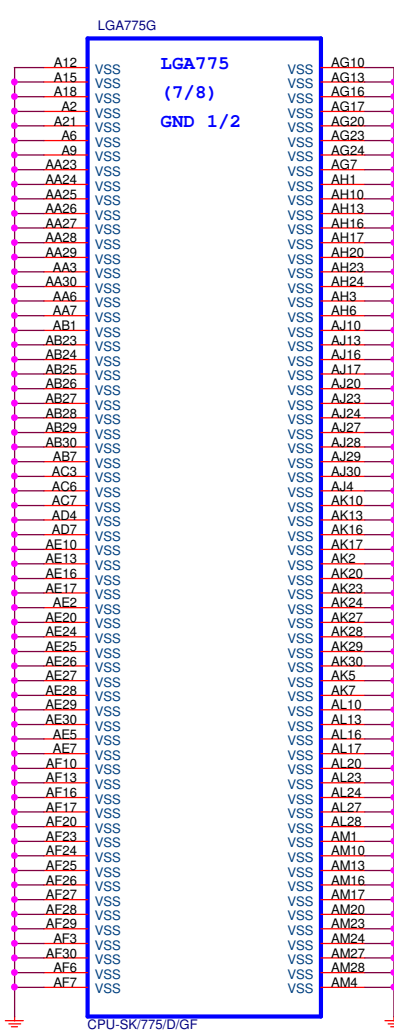 LGA775G
LGA775
(7/8)
GND 1/2
A12 VSS VSS AG10
A15 VSS VSS AG13
A18 VSS VSS AG16
A2 VSS VSS AG17
A21 VSS VSS AG20
A6 VSS VSS AG23
A9 VSS VSS AG24
AA23 VSS VSS AG7
AA24 VSS VSS AH1
AA25 VSS VSS AH10
AA26 VSS VSS AH13
AA27 VSS VSS AH16
AA28 VSS VSS AH17
AA29 VSS VSS AH20
AA3 VSS VSS AH23
AA30 VSS VSS AH24
AA6 VSS VSS AH3
AA7 VSS VSS AH6
AB1 VSS VSS AJ10
AB23 VSS VSS AJ13
AB24 VSS VSS AJ16
AB25 VSS VSS AJ17
AB26 VSS VSS AJ20
AB27 VSS VSS AJ23
AB28 VSS VSS AJ24
AB29 VSS VSS AJ27
AB30 VSS VSS AJ28
AB7 VSS VSS AJ29
AC3 VSS VSS AJ30
AC6 VSS VSS AJ4
AC7 VSS VSS AK10
AD4 VSS VSS AK13
AD7 VSS VSS AK16
AE10 VSS VSS AK17
AE13 VSS VSS AK2
AE16 VSS VSS AK20
AE17 VSS VSS AK23
AE2 VSS VSS AK24
AE20 VSS VSS AK27
AE24 VSS VSS AK28
AE25 VSS VSS AK29
AE26 VSS VSS AK30
AE27 VSS VSS AK5
AE28 VSS VSS AK7
AE29 VSS VSS AL10
AE30 VSS VSS AL13
AE5 VSS VSS AL16
AE7 VSS VSS AL17
AF10 VSS VSS AL20
AF13 VSS VSS AL23
AF16 VSS VSS AL24
AF17 VSS VSS AL27
AF20 VSS VSS AL28
AF23 VSS VSS AM1
AF24 VSS VSS AM10
AF25 VSS VSS AM13
AF26 VSS VSS AM16
AF27 VSS VSS AM17
AF28 VSS VSS AM20
AF29 VSS VSS AM23
AF3 VSS VSS AM24
AF30 VSS VSS AM27
AF6 VSS VSS AM28
AF7 VSS VSS AM4
CPU-SK/775/D/GF